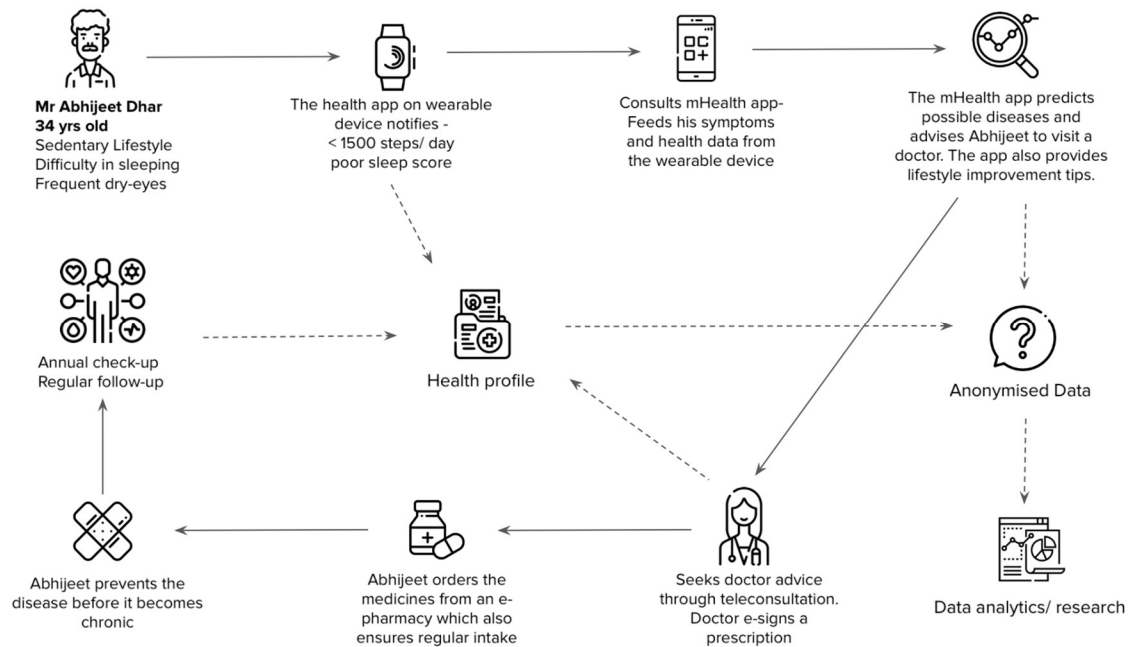 Mr Abhijeet Dhar
34 yrs old
Sedentary Lifestyle
Difficulty in sleeping
Frequent dry-eyes
The health app on wearable
device notifies -
< 1500 steps/ day
poor sleep score
Consults mHealth app-
Feeds his symptoms
and health data from
the wearable device
The mHealth app predicts
possible diseases and
advises Abhijeet to visit a
doctor. The app also provides
lifestyle improvement tips.
Annual check-up
Regular follow-up
Health profile
Anonymised Data
Abhijeet prevents the
disease before it becomes
chronic
Abhijeet orders the
medicines from an e-
pharmacy which also
ensures regular intake
Seeks doctor advice
through teleconsultation.
Doctor e-signs a
prescription
Data analytics/ research